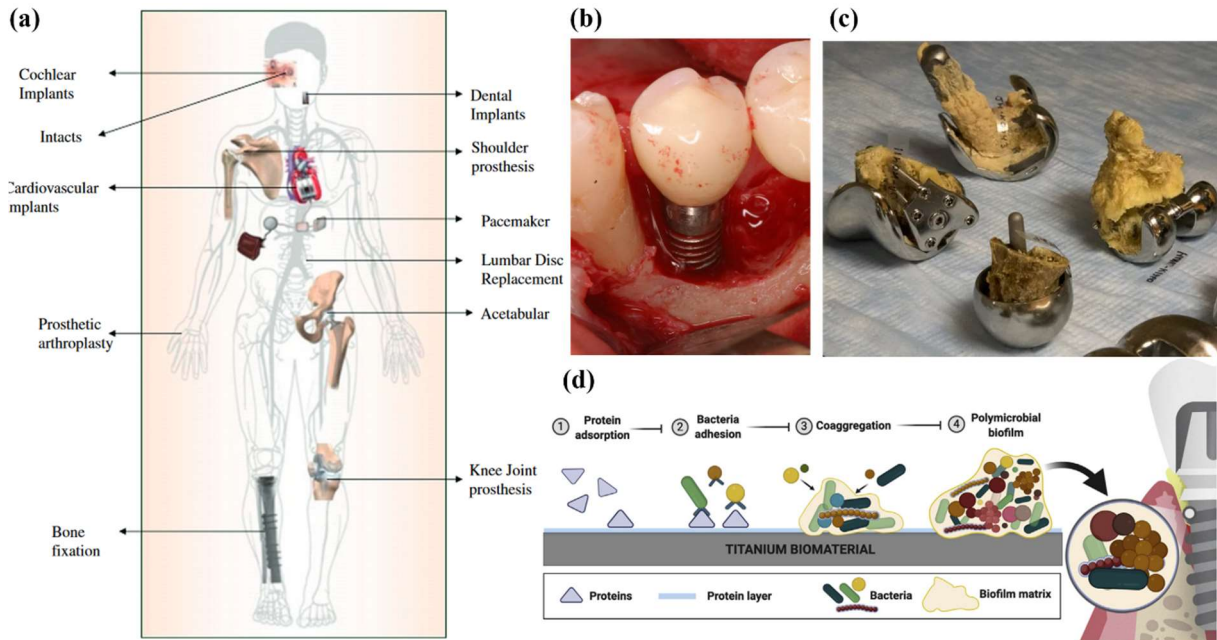 (a)
Cochlear
Implants
Intacts
Cardiovascular
Implants
Prosthetic
arthroplasty
Bone
fixation
Dental
Implants
Shoulder
prosthesis
Pacemaker
Lumbar Disc
Replacement
Acetabular
Knee Joint
prosthesis
(b)
(c)
(d)
1 Protein
adsorption
2 Bacteria
adhesion
3 Coaggregation
4 Polymicrobial
biofilm
TITANIUM BIOMATERIAL
Proteins
Protein layer
Bacteria
Biofilm matrix